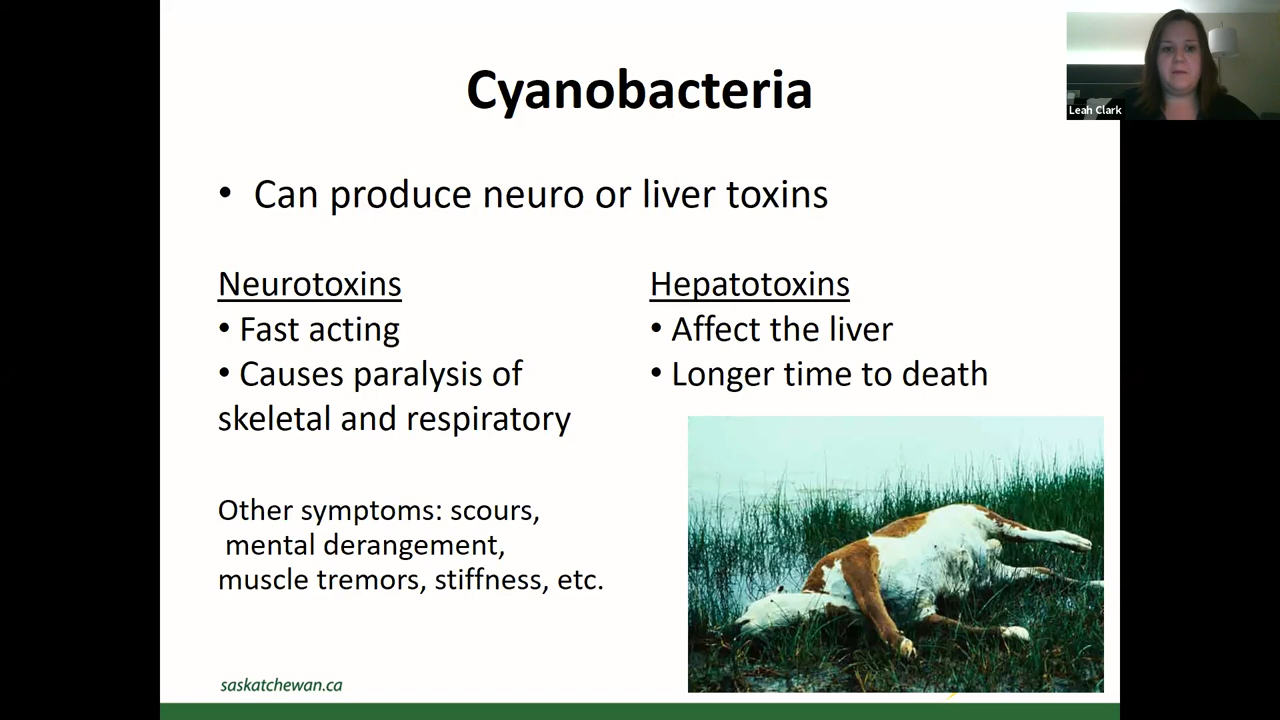 Cyanobacteria
Leah Clark
• Can produce neuro or liver toxins
Neurotoxins
• Fast acting
• Causes paralysis of
skeletal and respiratory
Other symptoms: scours,
mental derangement,
muscle tremors, stiffness, etc.
Hepatotoxins
• Affect the liver
• Longer time to death
saskatchewan.ca